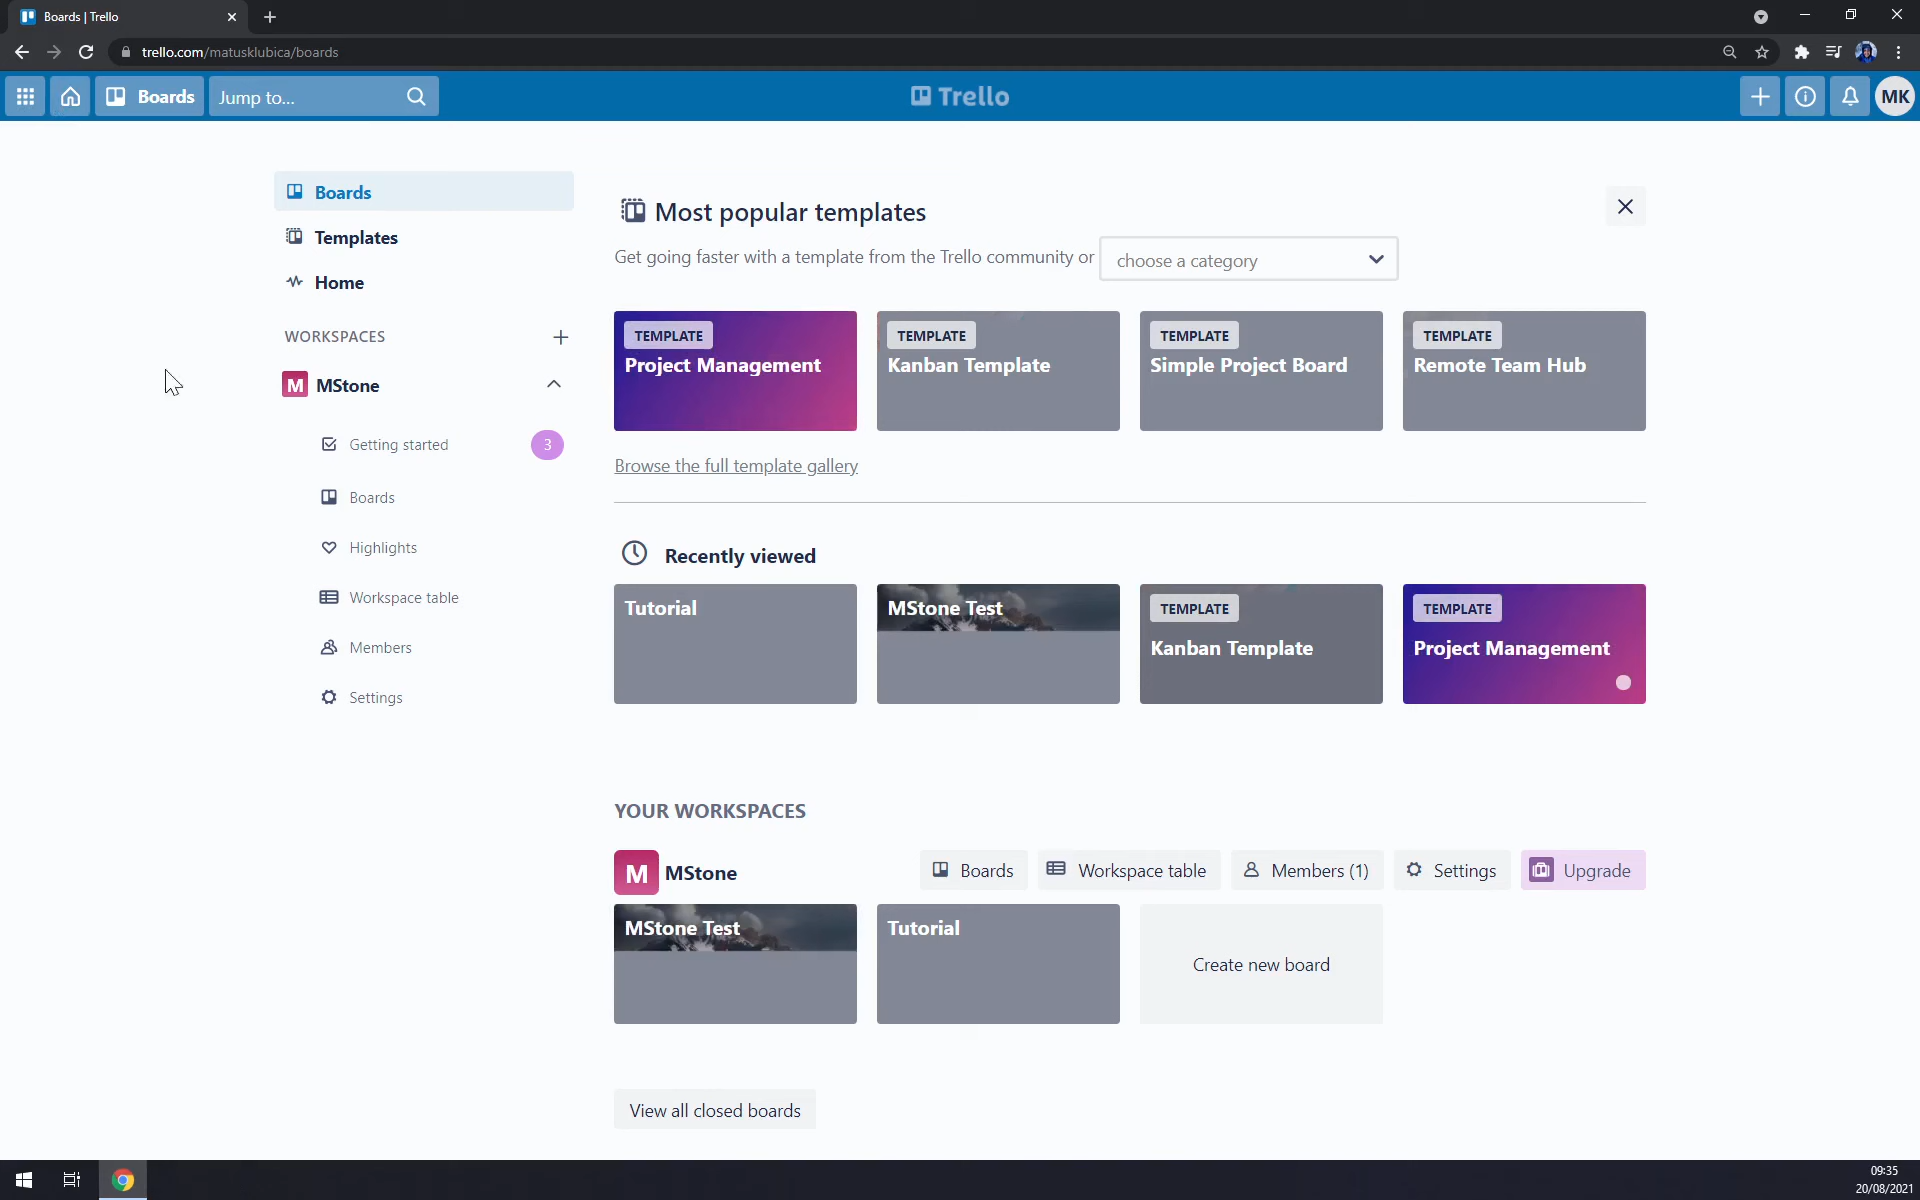 Boards | Trello
trello.com/matusklubica/boards
Boards
Jump to...
Trello
MK
Boards
Templates
Home
WORKSPACES
M MStone
Getting started 3
Boards
Highlights
Workspace table
Members
Settings
Most popular templates
Get going faster with a template from the Trello community or choose a category
TEMPLATE
Project Management
TEMPLATE
Kanban Template
TEMPLATE
Simple Project Board
TEMPLATE
Remote Team Hub
Browse the full template gallery
Recently viewed
Tutorial
MStone Test
TEMPLATE
Kanban Template
TEMPLATE
Project Management
YOUR WORKSPACES
M MStone
Boards
Workspace table
Members (1)
Settings
Upgrade
MStone Test
Tutorial
Create new board
View all closed boards
09:35
20/08/2021